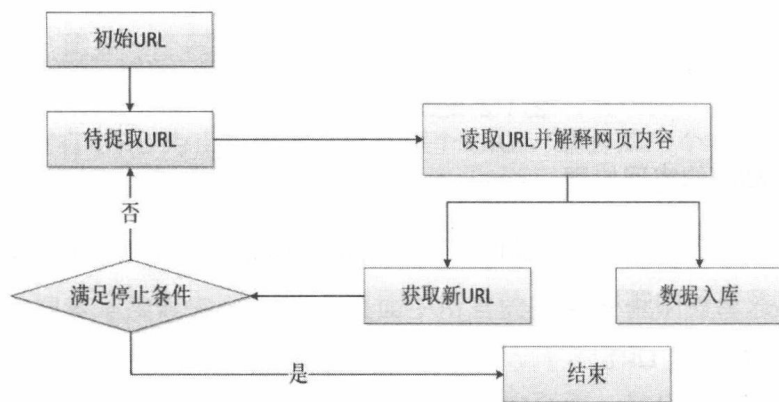 初始URL
待捉取URL
读取URL并解释网页内容
否
满足停止条件
获取新URL
数据入库
是
结束